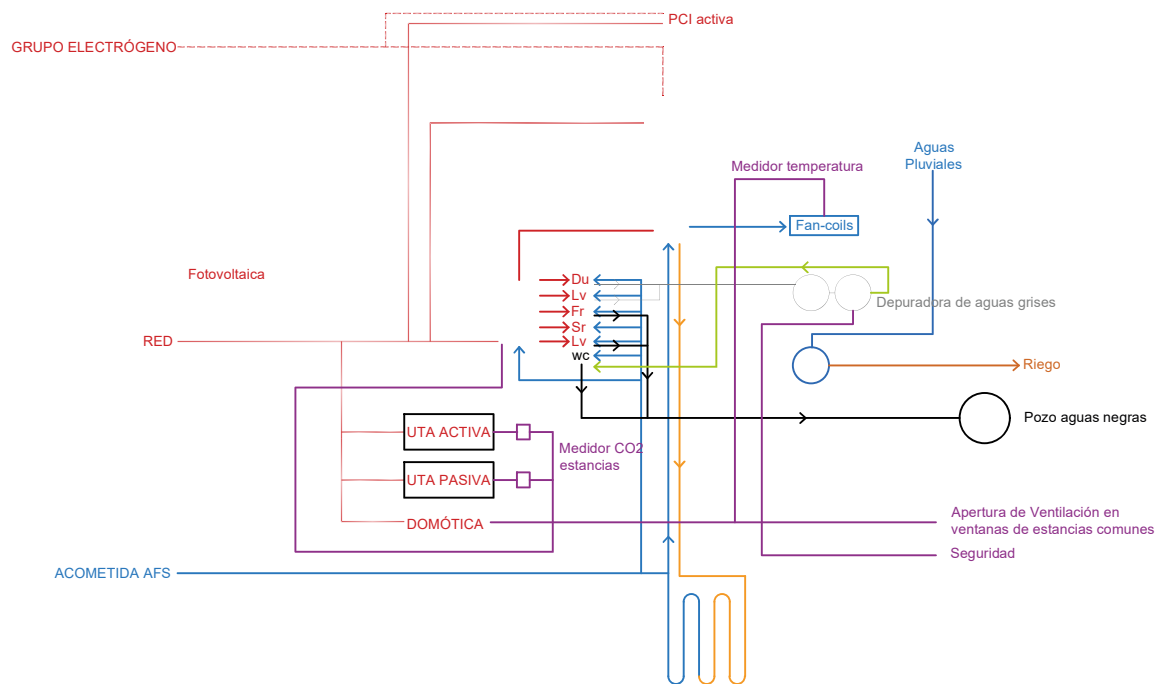 PCI activa
GRUPO ELECTRÓGENO
Aguas
Pluviales
Medidor temperatura
Fan-coils
Fotovoltaica
Du
Lv
Fr
Sr
Lv
wc
Depuradora de aguas grises
RED
Riego
Pozo aguas negras
UTA ACTIVA
Medidor CO2
estancias
UTA PASIVA
DOMÓTICA
Apertura de Ventilación en
ventanas de estancias comunes
Seguridad
ACOMETIDA AFS